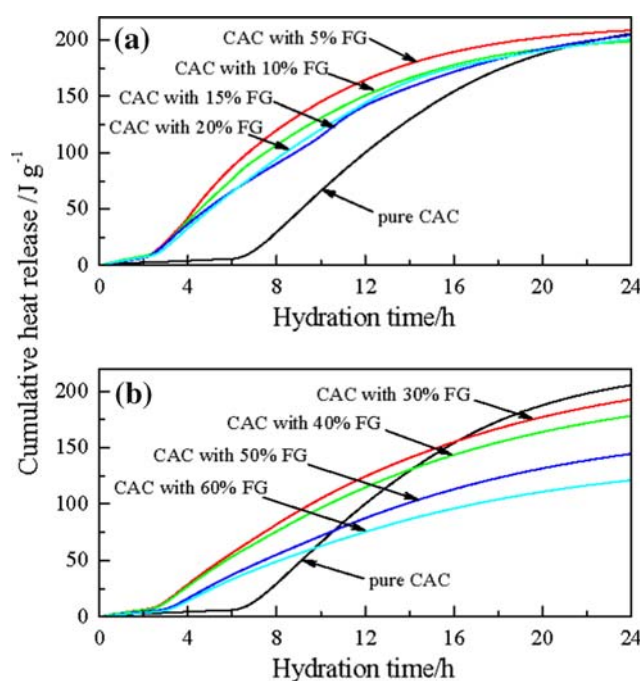 Cumulative heat release /J g-1
(a)
200
150
100
50
0
CAC with 5% FG
CAC with 10% FG
CAC with 15% FG
CAC with 20% FG
pure CAC
0 4 8 12 16 20 24
Hydration time/h
(b)
200
150
100
50
0
CAC with 30% FG
CAC with 40% FG
CAC with 50% FG
CAC with 60% FG
pure CAC
0 4 8 12 16 20 24
Hydration time/h